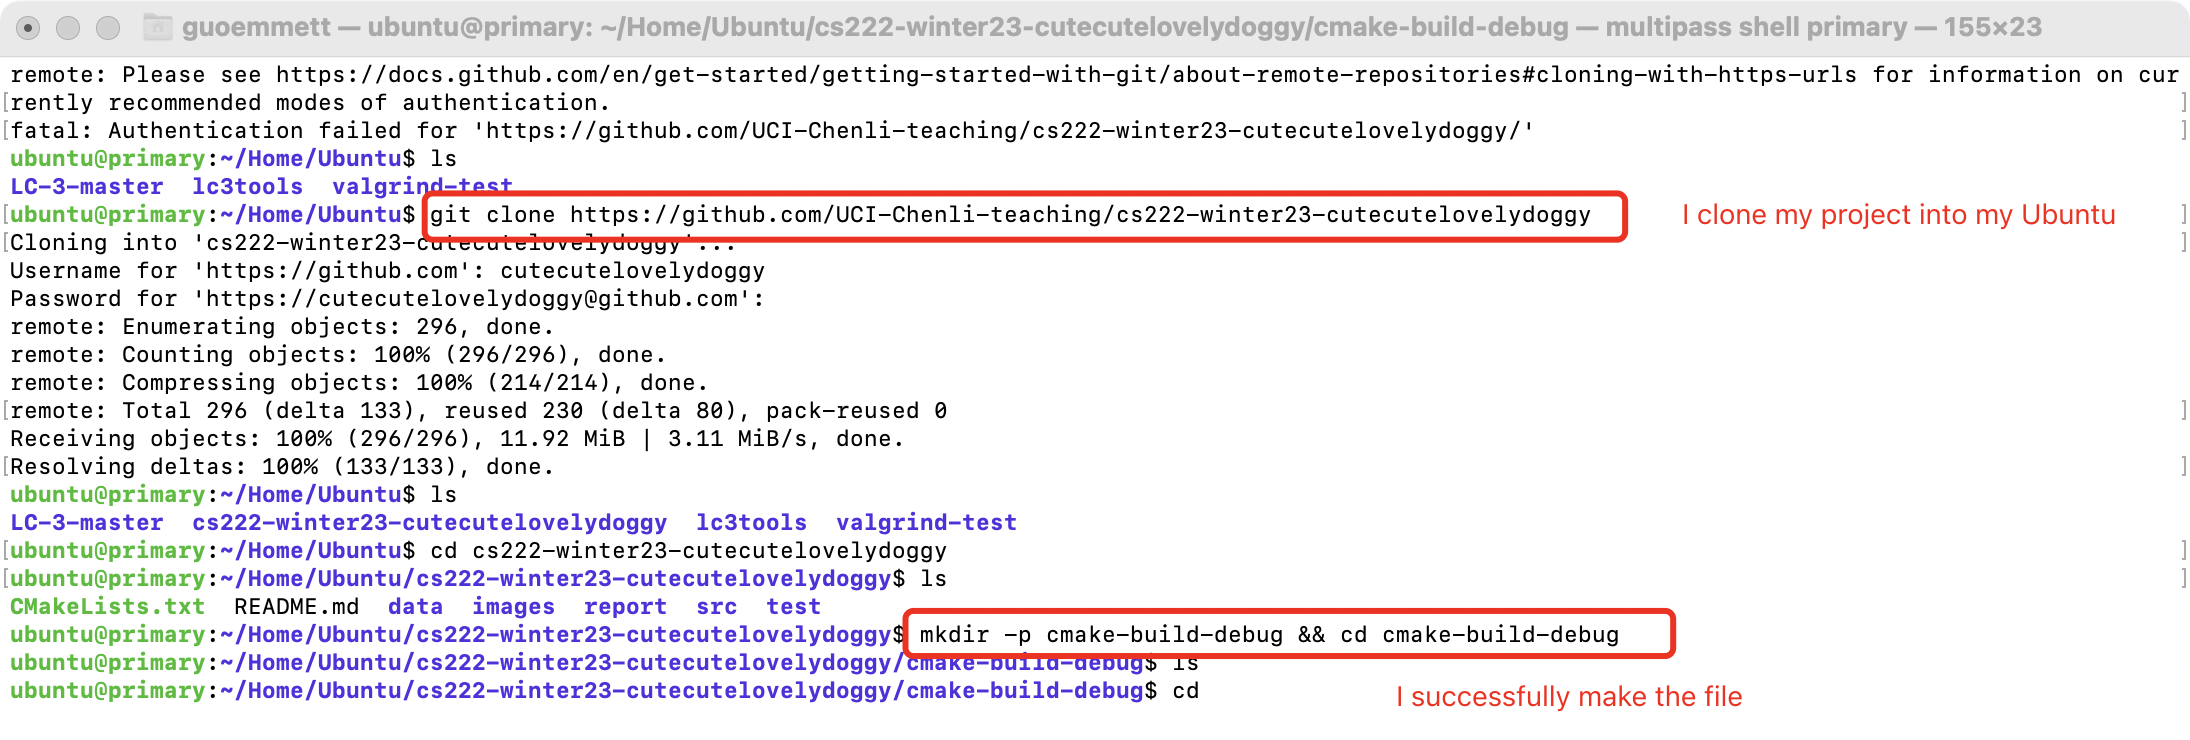 guoemmett — ubuntu@primary: ~/Home/Ubuntu/cs222-winter23-cutecutelovelydoggy/cmake-build-debug — multipass shell primary — 155×23
remote: Please see https://docs.github.com/en/get-started/getting-started-with-git/about-remote-repositories#cloning-with-https-urls for information on cur
[rently recommended modes of authentication. ]
[fatal: Authentication failed for 'https://github.com/UCI-Chenli-teaching/cs222-winter23-cutecutelovelydoggy/' ]
ubuntu@primary:~/Home/Ubuntu$ ls
LC-3-master lc3tools valgrind-test
[ubuntu@primary:~/Home/Ubuntu$ git clone https://github.com/UCI-Chenli-teaching/cs222-winter23-cutecutelovelydoggy I clone my project into my Ubuntu ]
[Cloning into 'cs222-winter23-cutecutelovelydoggy'... ]
Username for 'https://github.com': cutecutelovelydoggy
Password for 'https://cutecutelovelydoggy@github.com':
remote: Enumerating objects: 296, done.
remote: Counting objects: 100% (296/296), done.
remote: Compressing objects: 100% (214/214), done.
[remote: Total 296 (delta 133), reused 230 (delta 80), pack-reused 0 ]
Receiving objects: 100% (296/296), 11.92 MiB | 3.11 MiB/s, done.
[Resolving deltas: 100% (133/133), done. ]
ubuntu@primary:~/Home/Ubuntu$ ls
LC-3-master cs222-winter23-cutecutelovelydoggy lc3tools valgrind-test
[ubuntu@primary:~/Home/Ubuntu$ cd cs222-winter23-cutecutelovelydoggy ]
[ubuntu@primary:~/Home/Ubuntu/cs222-winter23-cutecutelovelydoggy$ ls ]
CMakeLists.txt README.md data images report src test
ubuntu@primary:~/Home/Ubuntu/cs222-winter23-cutecutelovelydoggy$ mkdir -p cmake-build-debug && cd cmake-build-debug
ubuntu@primary:~/Home/Ubuntu/cs222-winter23-cutecutelovelydoggy/cmake-build-debug$ ls
ubuntu@primary:~/Home/Ubuntu/cs222-winter23-cutecutelovelydoggy/cmake-build-debug$ cd
I successfully make the file